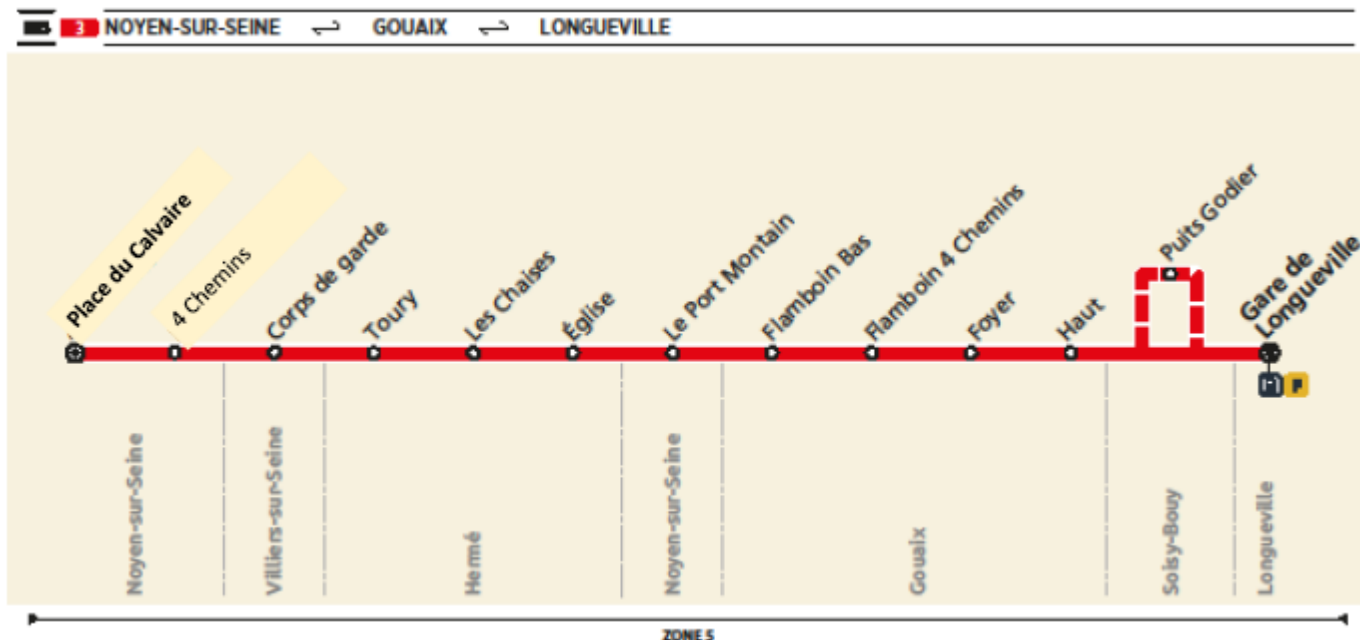 3 NOYEN-SUR-SEINE GOUAIX LONGUEVILLE
Place du Calvaire
4 Chemins
Corps de garde
Toury
Les Chaises
Église
Le Port Montain
Flamboin Bas
Flamboin 4 Chemins
Foyer
Haut
Puits Godier
Gare de
Longueville
P
Noyen-sur-Seine
Villiers-sur-Seine
Hermé
Noyen-sur-Seine
Gouaix
Soisy-Bouy
Longueville
ZONE 5